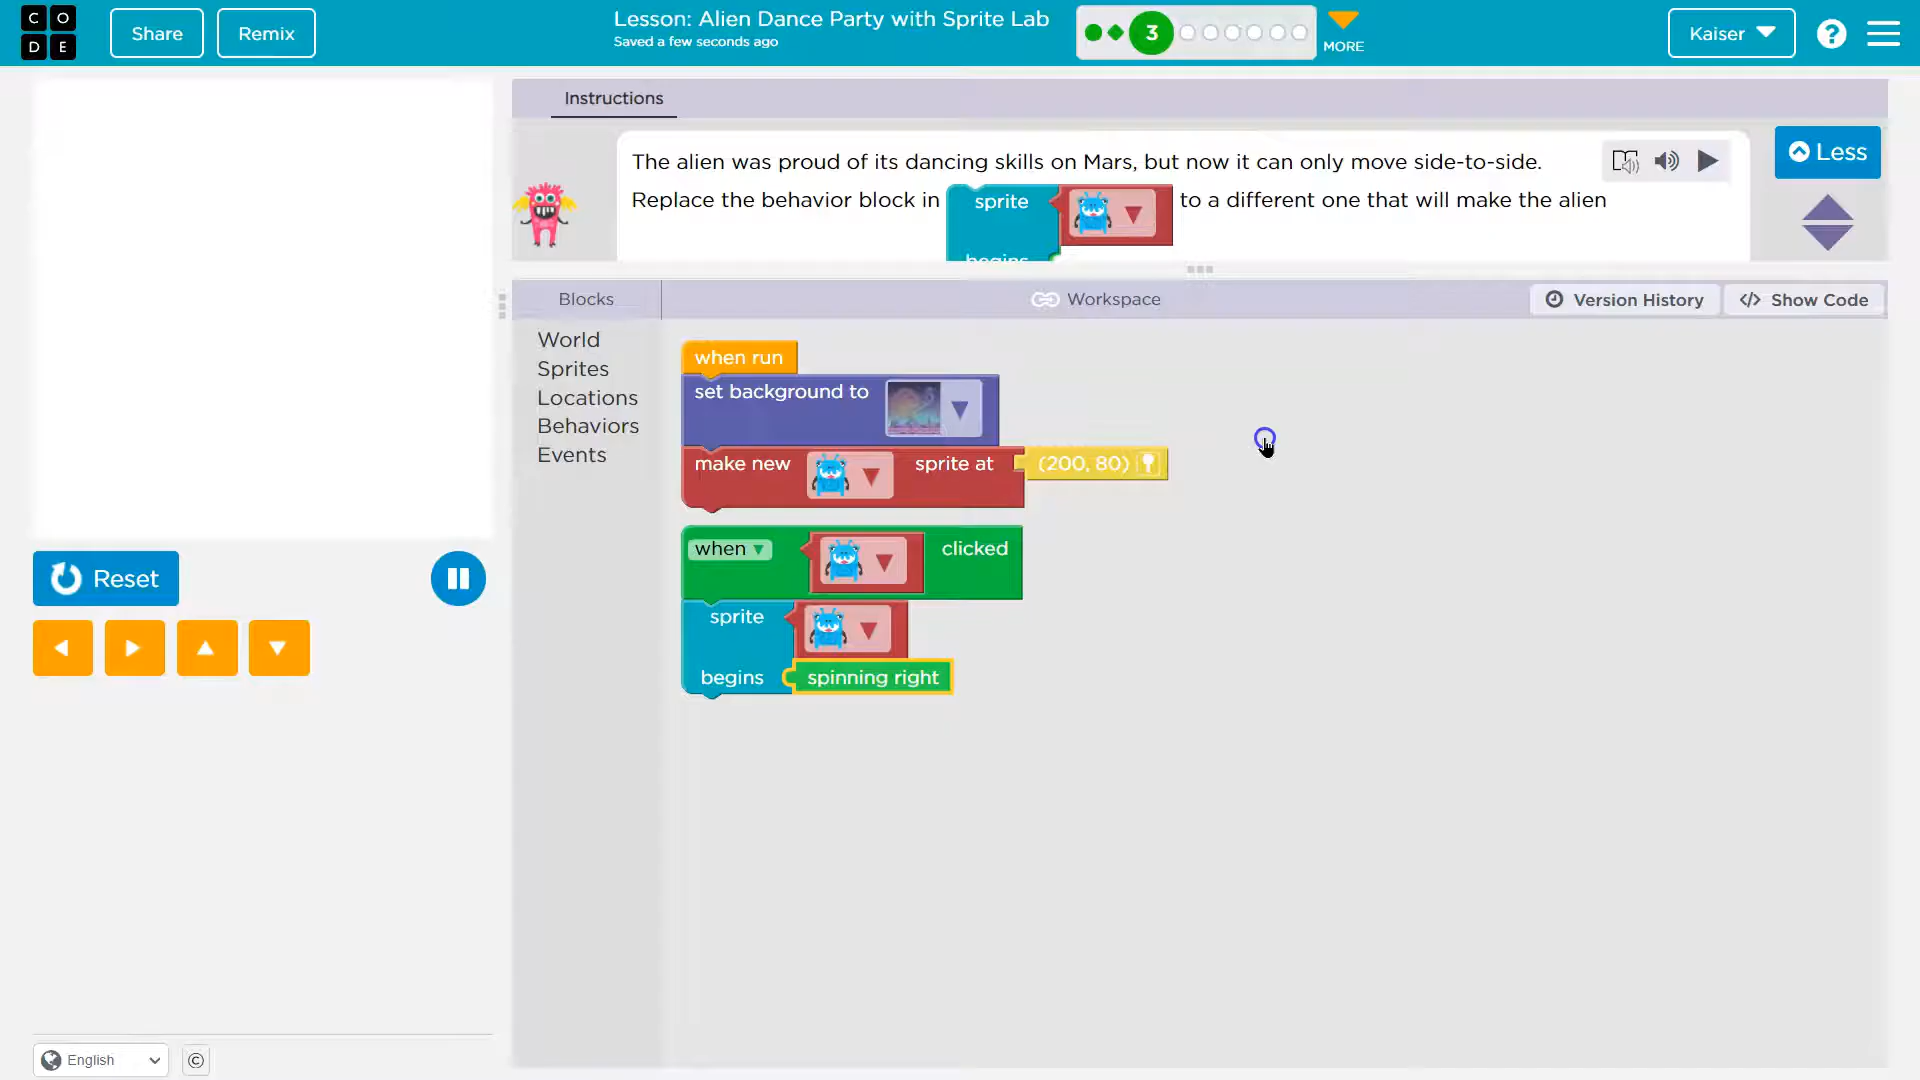 C O
D E
Share
Remix
Lesson: Alien Dance Party with Sprite Lab
Saved a few seconds ago
3
MORE
Kaiser
?
Instructions
The alien was proud of its dancing skills on Mars, but now it can only move side-to-side.
Replace the behavior block in sprite to a different one that will make the alien
begins
Less
Blocks
Workspace
Version History
</> Show Code
World
Sprites
Locations
Behaviors
Events
when run
set background to
make new sprite at (200, 80)
when clicked
sprite
begins spinning right
Reset
English
©